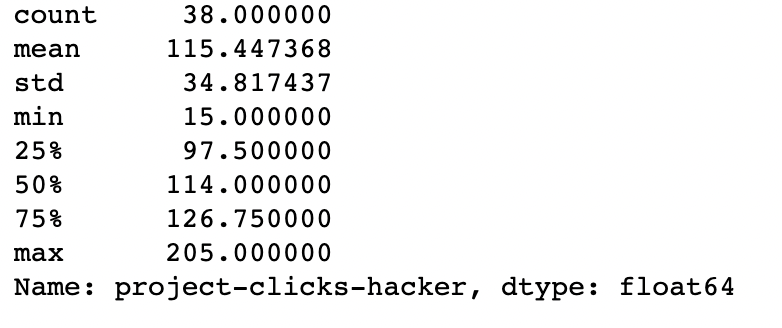 count     38.000000
mean     115.447368
std       34.817437
min       15.000000
25%       97.500000
50%      114.000000
75%      126.750000
max      205.000000
Name: project-clicks-hacker, dtype: float64